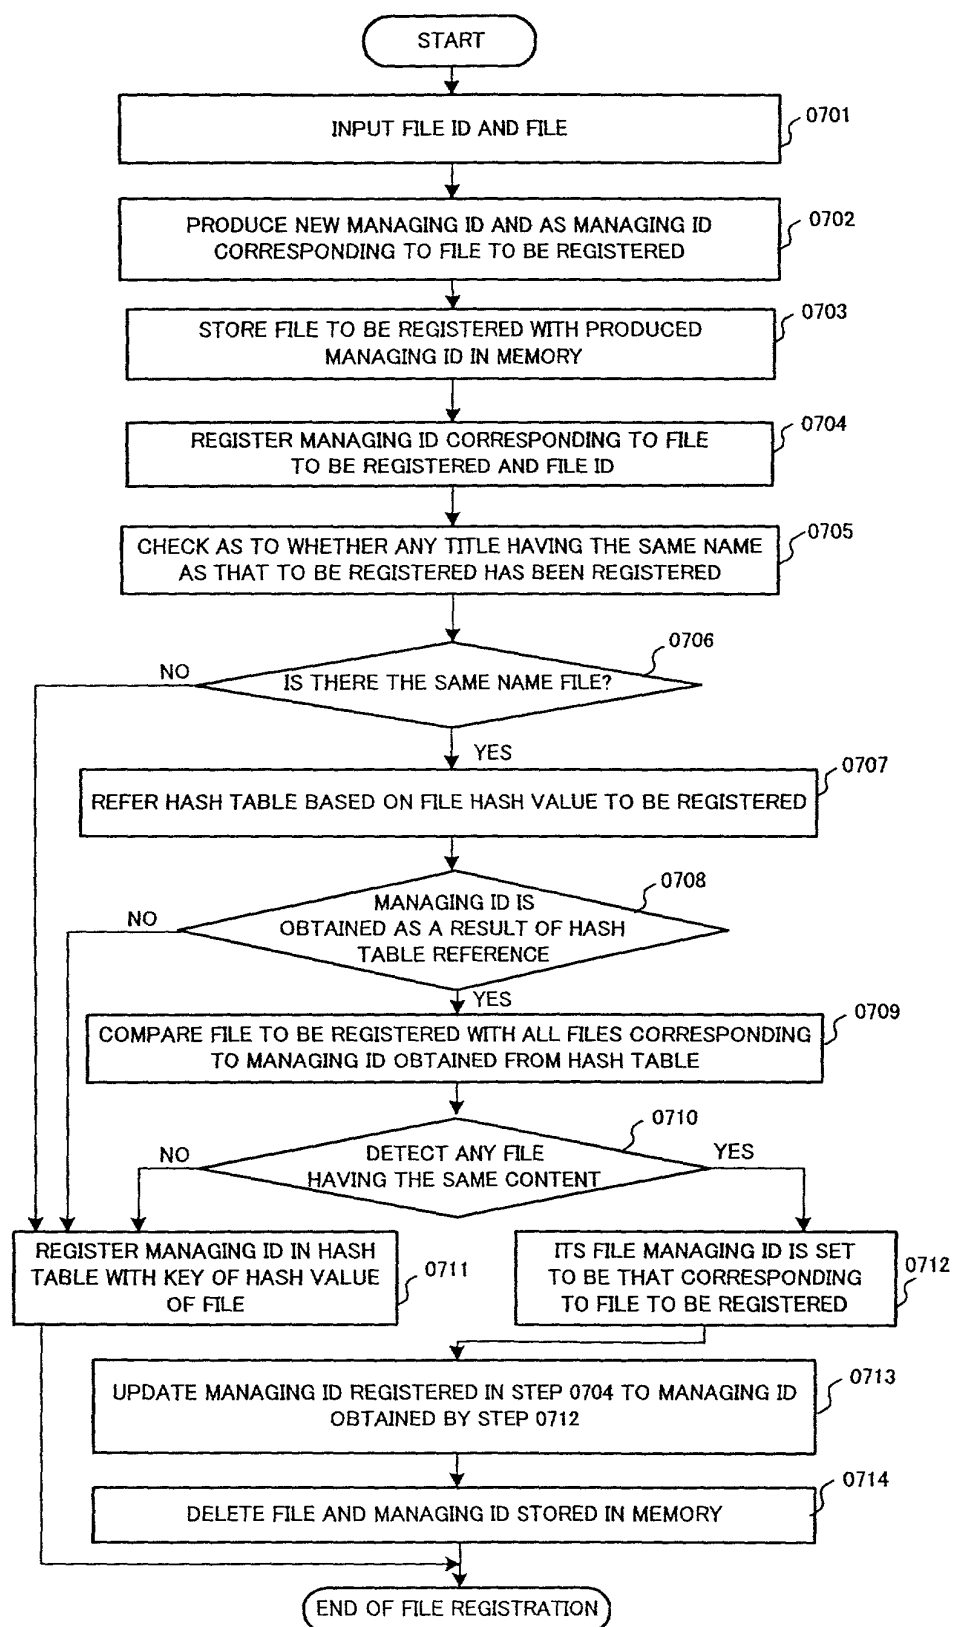 START
INPUT FILE ID AND FILE
0701
PRODUCE NEW MANAGING ID AND AS MANAGING ID
CORRESPONDING TO FILE TO BE REGISTERED
0702
STORE FILE TO BE REGISTERED WITH PRODUCED
MANAGING ID IN MEMORY
0703
REGISTER MANAGING ID CORRESPONDING TO FILE
TO BE REGISTERED AND FILE ID
0704
CHECK AS TO WHETHER ANY TITLE HAVING THE SAME NAME
AS THAT TO BE REGISTERED HAS BEEN REGISTERED
0705
IS THERE THE SAME NAME FILE?
0706
NO
YES
REFER HASH TABLE BASED ON FILE HASH VALUE TO BE REGISTERED
0707
MANAGING ID IS
OBTAINED AS A RESULT OF HASH
TABLE REFERENCE
0708
NO
YES
COMPARE FILE TO BE REGISTERED WITH ALL FILES CORRESPONDING
TO MANAGING ID OBTAINED FROM HASH TABLE
0709
DETECT ANY FILE
HAVING THE SAME CONTENT
0710
NO
YES
REGISTER MANAGING ID IN HASH
TABLE WITH KEY OF HASH VALUE
OF FILE
0711
ITS FILE MANAGING ID IS SET
TO BE THAT CORRESPONDING
TO FILE TO BE REGISTERED
0712
UPDATE MANAGING ID REGISTERED IN STEP 0704 TO MANAGING ID
OBTAINED BY STEP 0712
0713
DELETE FILE AND MANAGING ID STORED IN MEMORY
0714
END OF FILE REGISTRATION